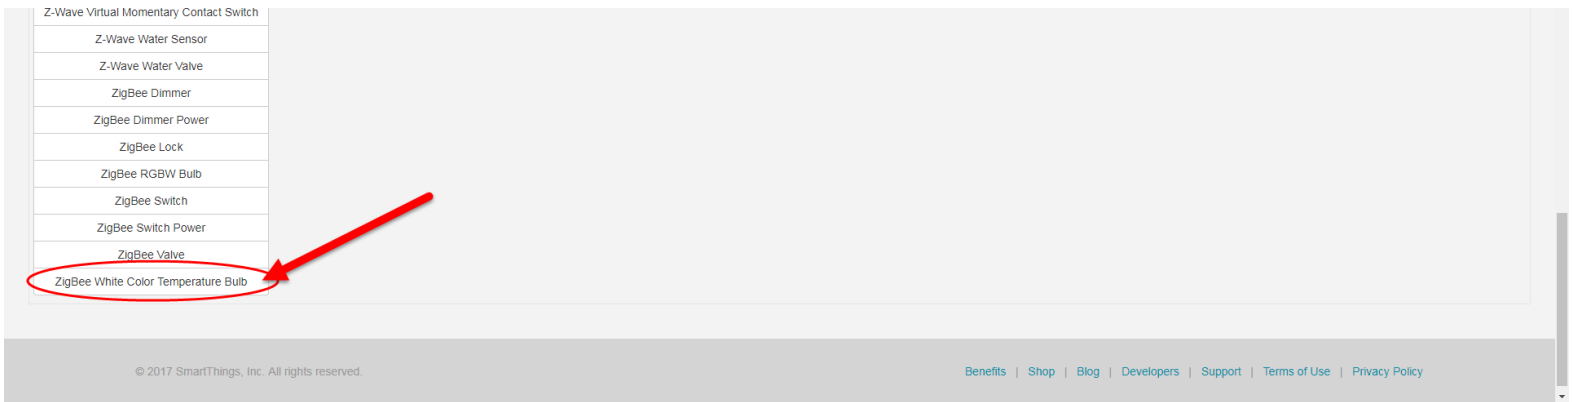 Z-Wave Virtual Momentary Contact Switch
Z-Wave Water Sensor
Z-Wave Water Valve
ZigBee Dimmer
ZigBee Dimmer Power
ZigBee Lock
ZigBee RGBW Bulb
ZigBee Switch
ZigBee Switch Power
ZigBee Valve
ZigBee White Color Temperature Bulb
© 2017 SmartThings, Inc. All rights reserved.
Benefits | Shop | Blog | Developers | Support | Terms of Use | Privacy Policy